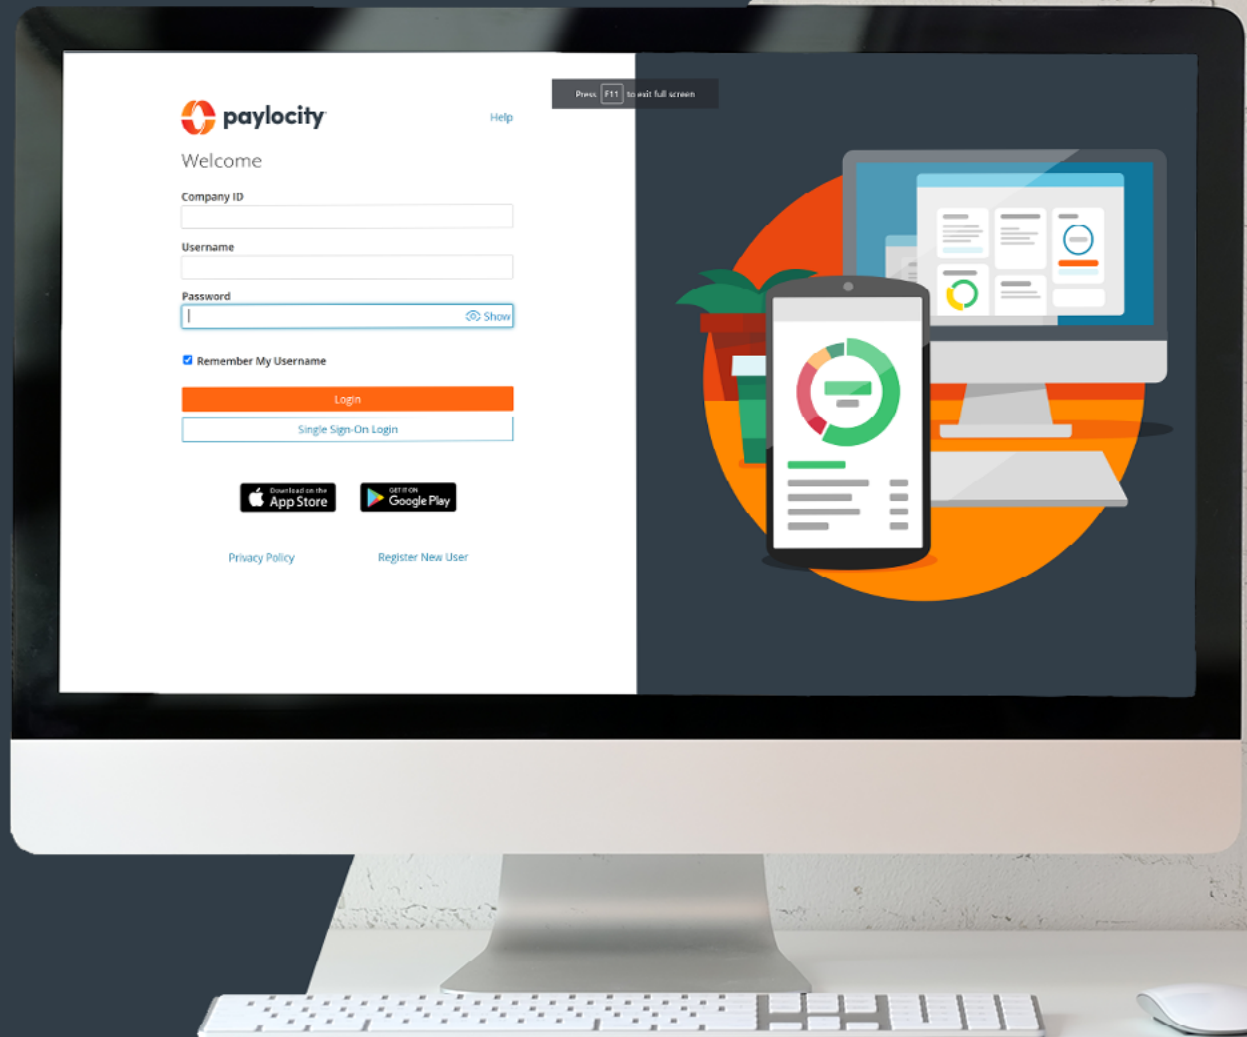 Press F11 to exit full screen
paylocity
Help
Welcome
Company ID
Username
Password
Show
Remember My Username
Login
Single Sign-On Login
Download on the
App Store
GET IT ON
Google Play
Privacy Policy
Register New User